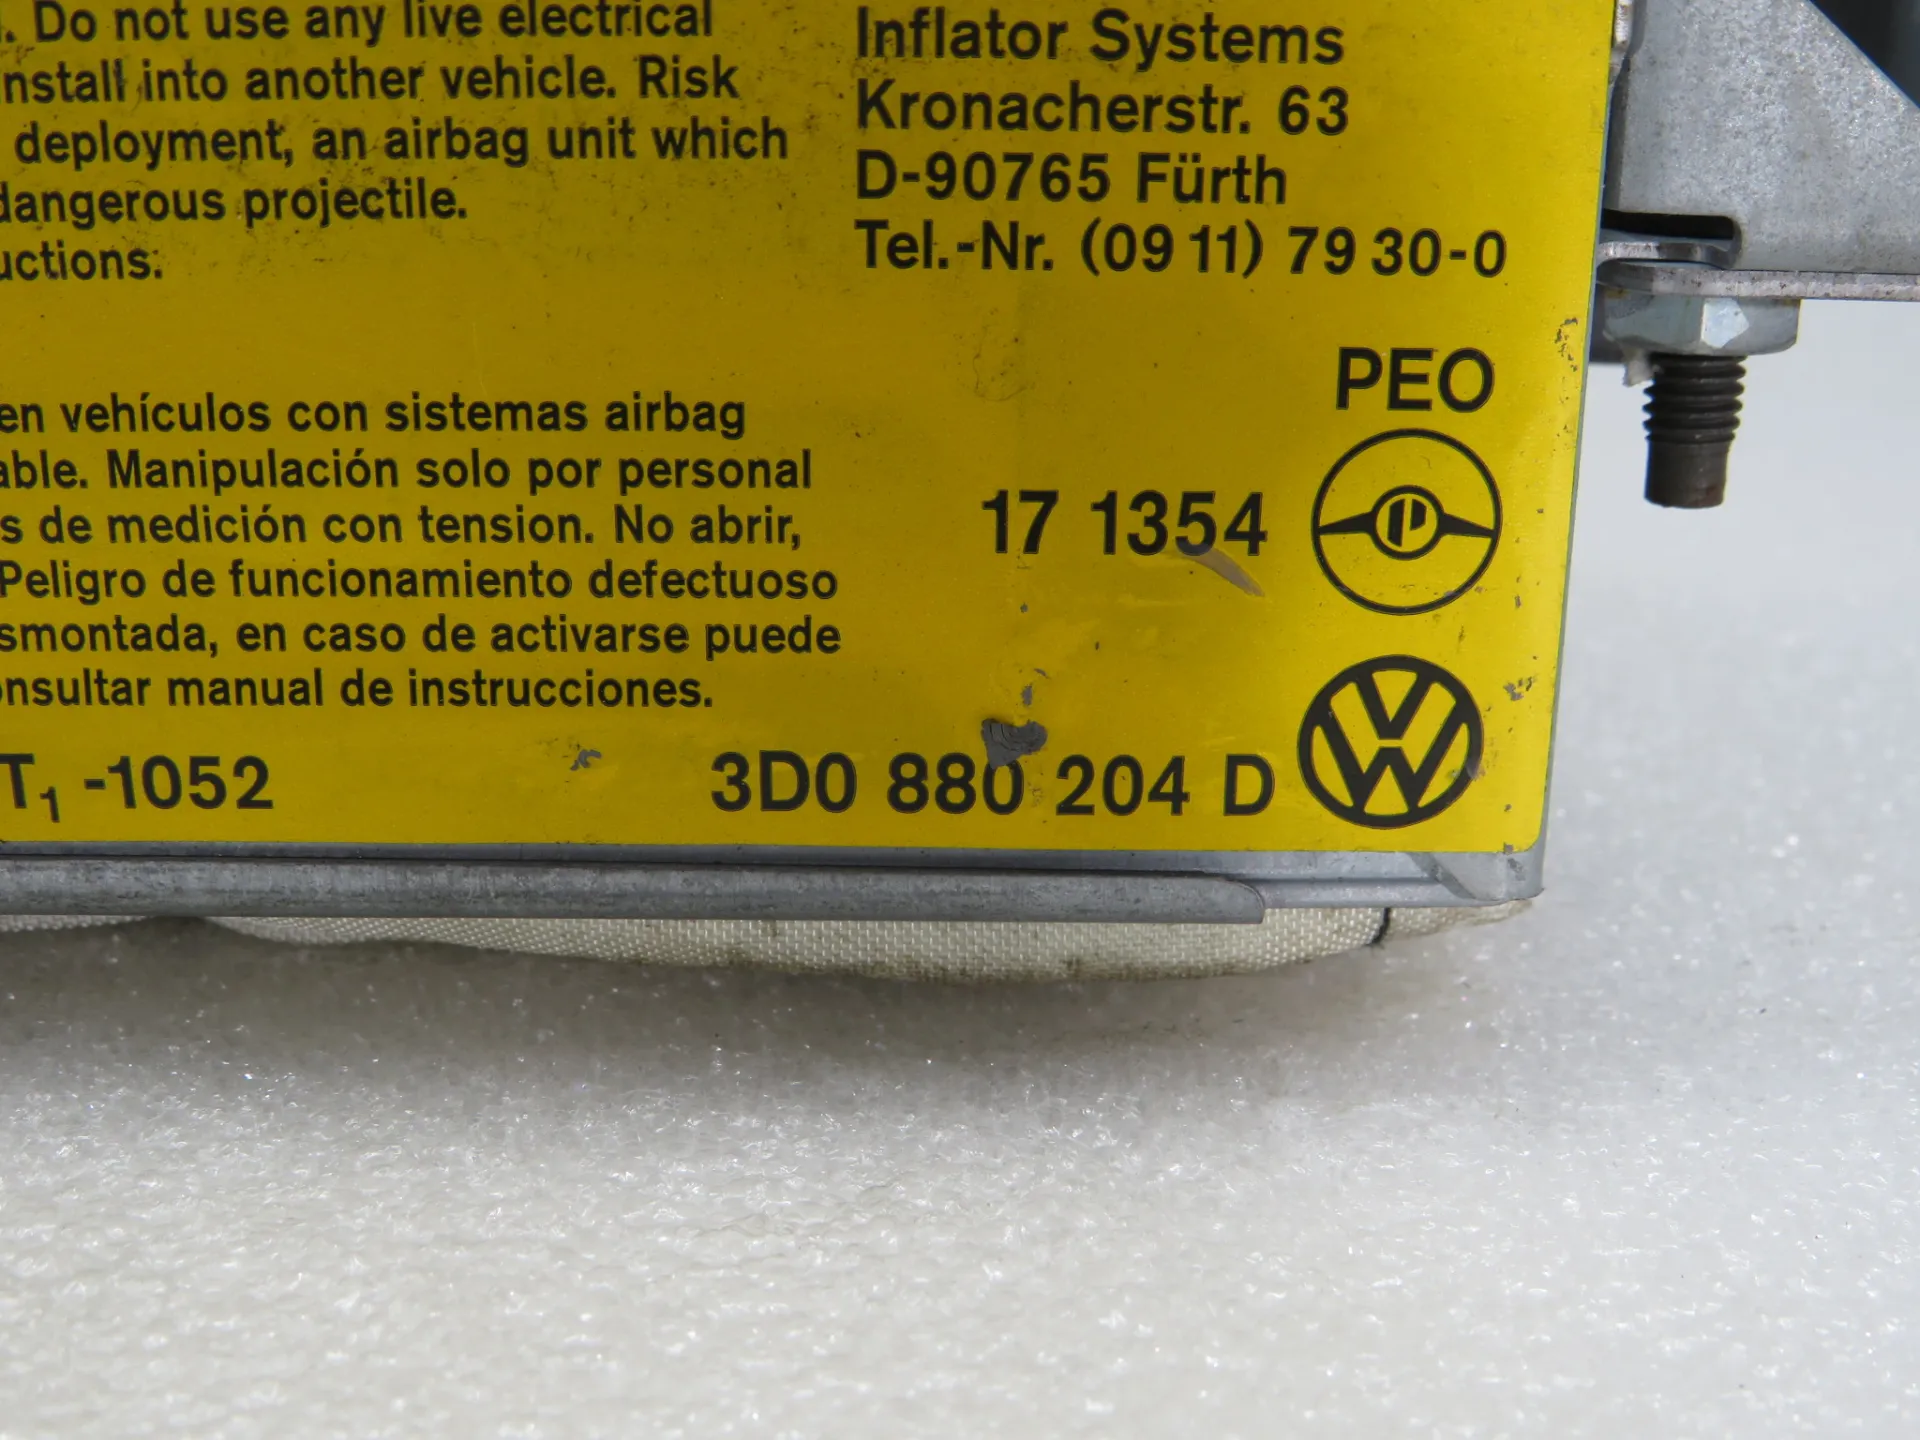 . Do not use any live electrical
nstall into another vehicle. Risk
deployment, an airbag unit which
dangerous projectile.
uctions.
Inflator Systems
Kronacherstr. 63
D-90765 Fürth
Tel.-Nr. (09 11) 79 30-0
PEO
en vehículos con sistemas airbag
able. Manipulación solo por personal
s de medición con tension. No abrir,
Peligro de funcionamiento defectuoso
smontada, en caso de activarse puede
onsultar manual de instrucciones.
17 1354
P
T1 -1052
3D0 880 204 D
VW